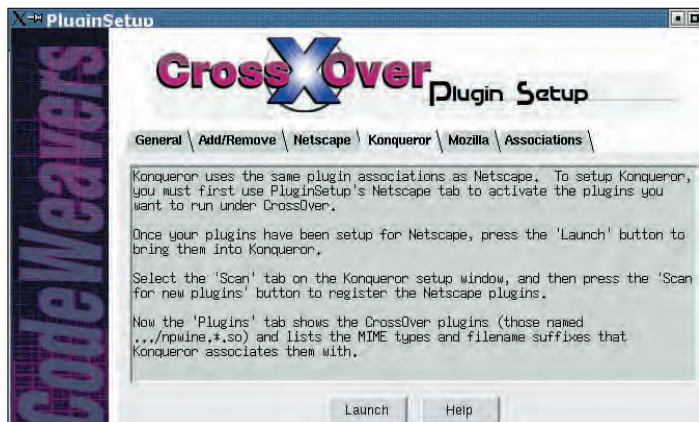 PluginSetup
CodeWeavers
CrossOver
Plugin Setup
General \ Add/Remove \ Netscape \ Konqueror \ Mozilla \ Associations \
Konqueror uses the same plugin associations as Netscape.  To setup Konqueror,
you must first use PluginSetup's Netscape tab to activate the plugins you
want to run under CrossOver.
Once your plugins have been setup for Netscape, press the 'Launch' button to
bring them into Konqueror.
Select the 'Scan' tab on the Konqueror setup window, and then press the 'Scan
for new plugins' button to register the Netscape plugins.
Now the 'Plugins' tab shows the CrossOver plugins (those named
.../npwine.*.so) and lists the MIME types and filename suffixes that
Konqueror associates them with.
Launch
Help